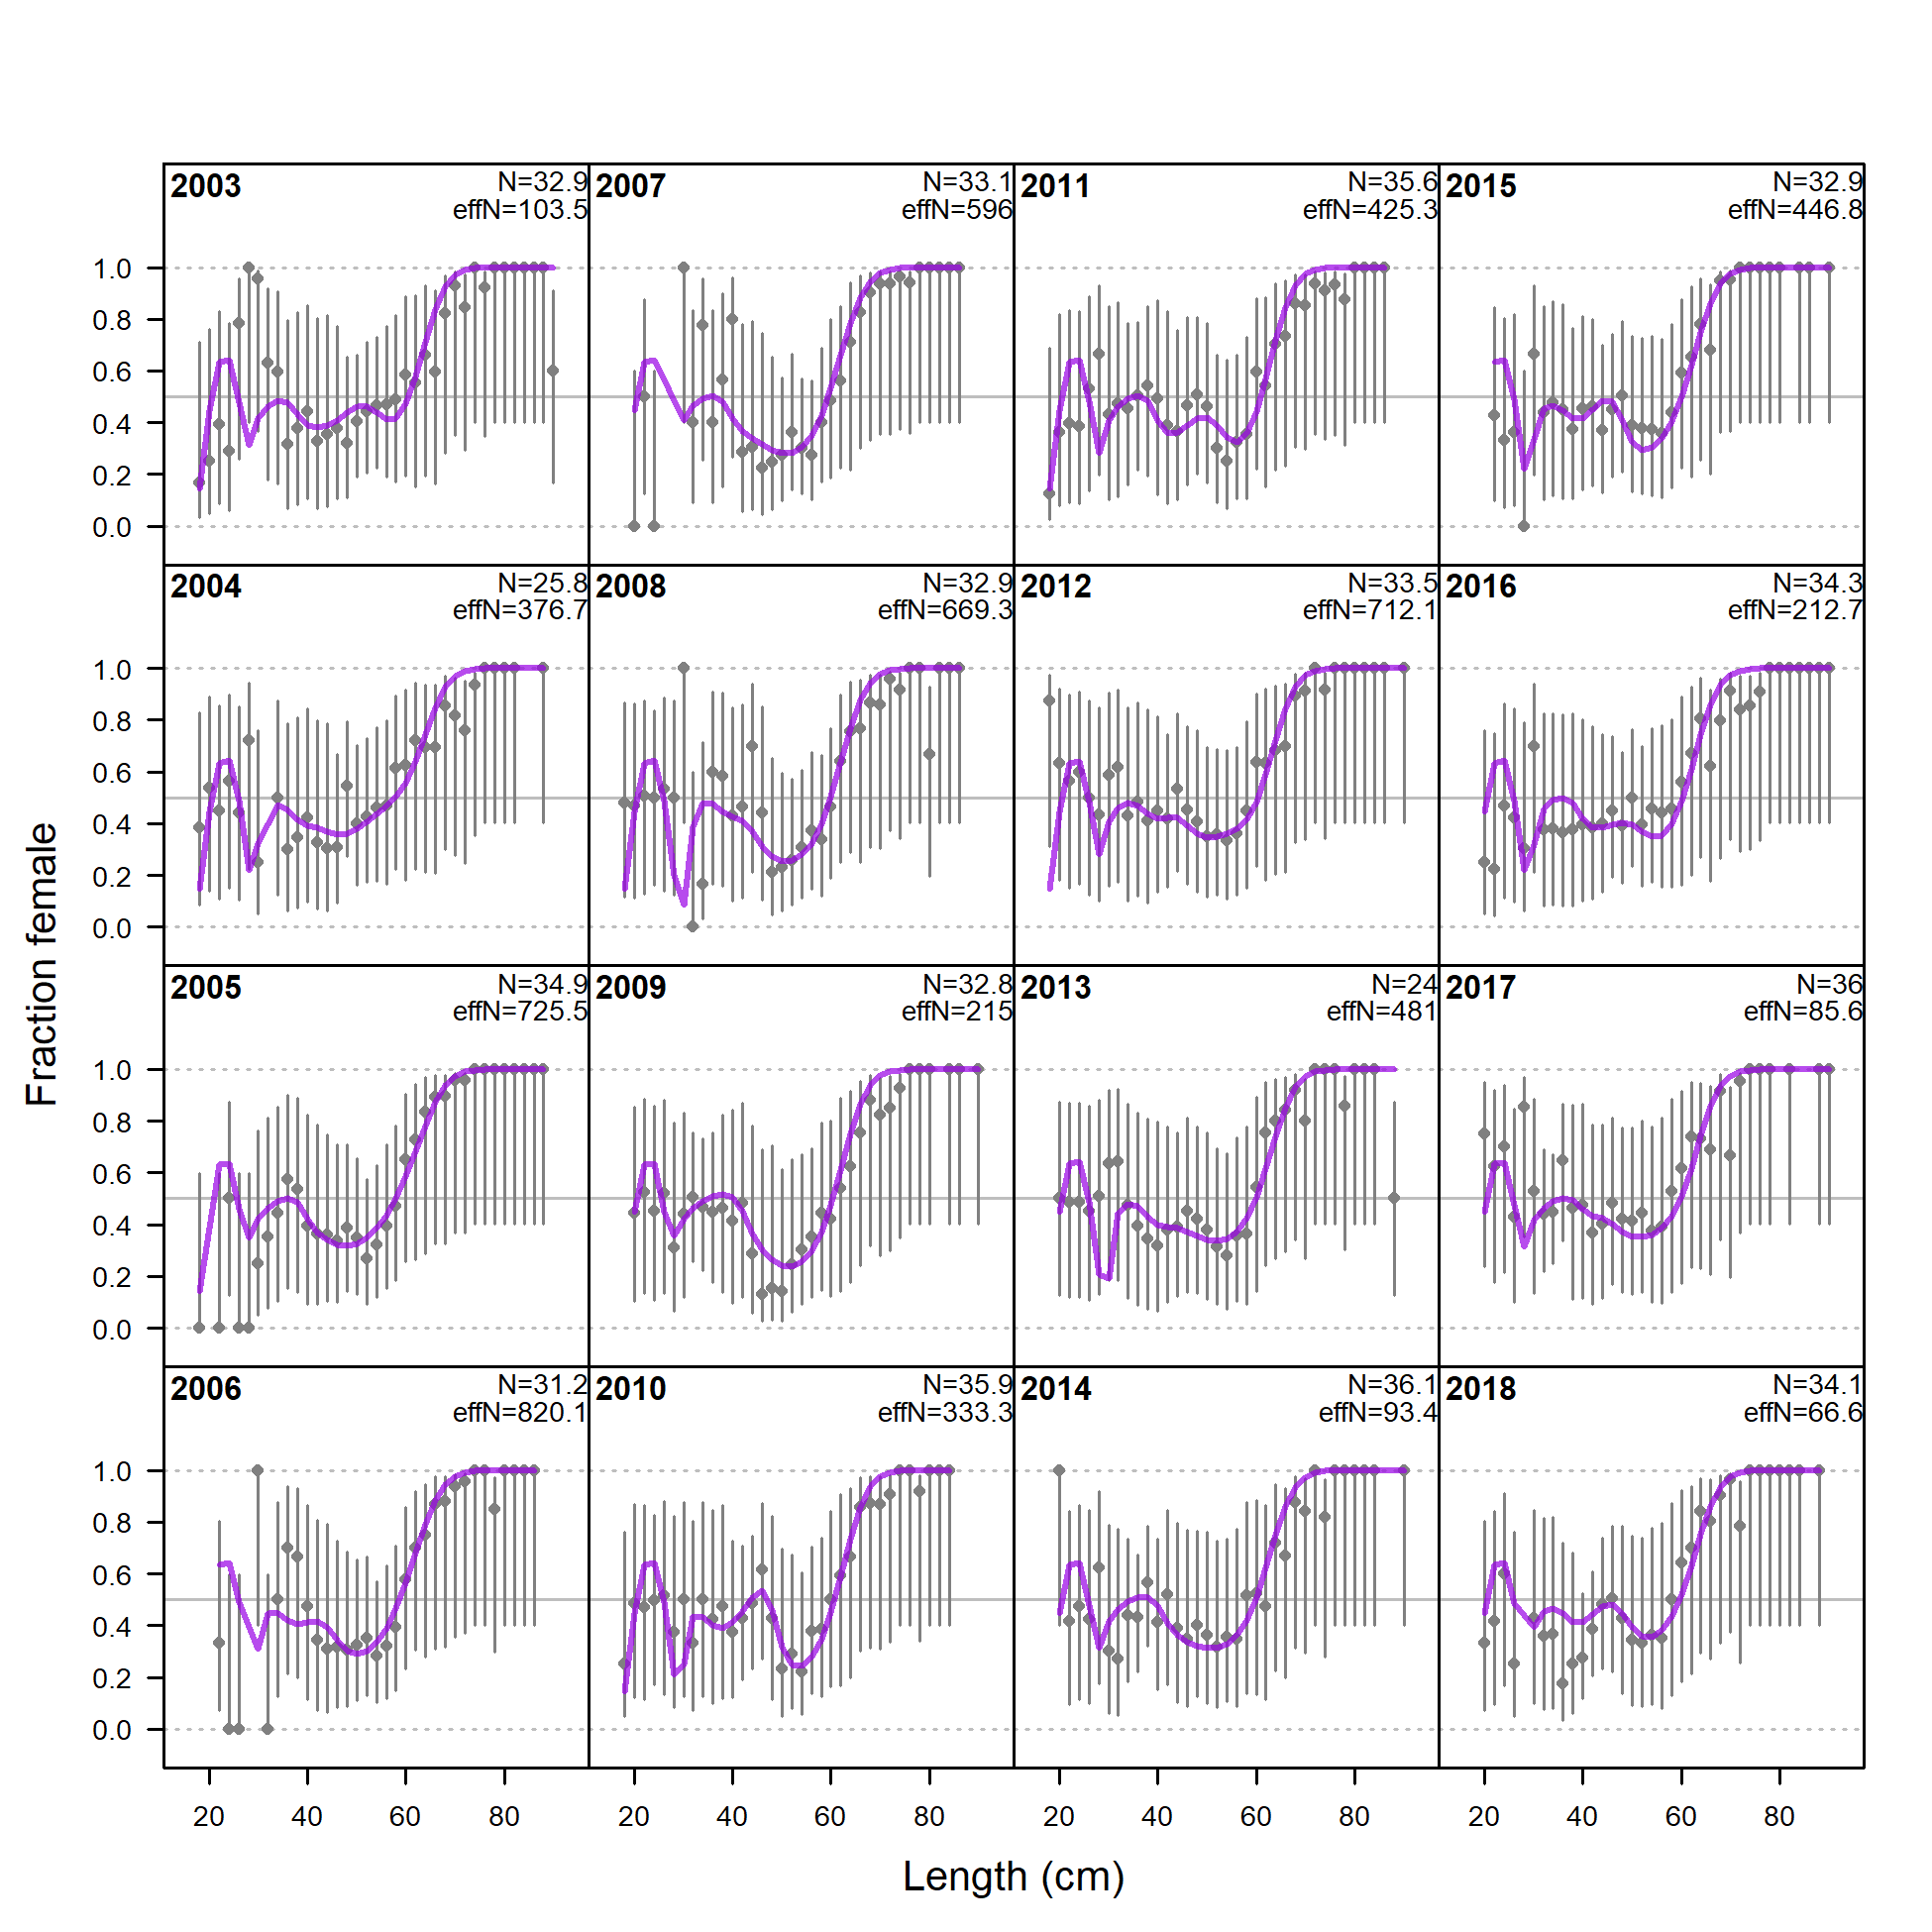 2003
N=32.9
effN=103.5
2007
N=33.1
effN=596
2011
N=35.6
effN=425.3
2015
N=32.9
effN=446.8
1.0
0.8
0.6
0.4
0.2
0.0
2004
N=25.8
effN=376.7
2008
N=32.9
effN=669.3
2012
N=33.5
effN=712.1
2016
N=34.3
effN=212.7
1.0
0.8
0.6
0.4
0.2
0.0
Fraction female
2005
N=34.9
effN=725.5
2009
N=32.8
effN=215
2013
N=24
effN=481
2017
N=36
effN=85.6
1.0
0.8
0.6
0.4
0.2
0.0
2006
N=31.2
effN=820.1
2010
N=35.9
effN=333.3
2014
N=36.1
effN=93.4
2018
N=34.1
effN=66.6
1.0
0.8
0.6
0.4
0.2
0.0
20 40 60 80 20 40 60 80 20 40 60 80 20 40 60 80
Length (cm)